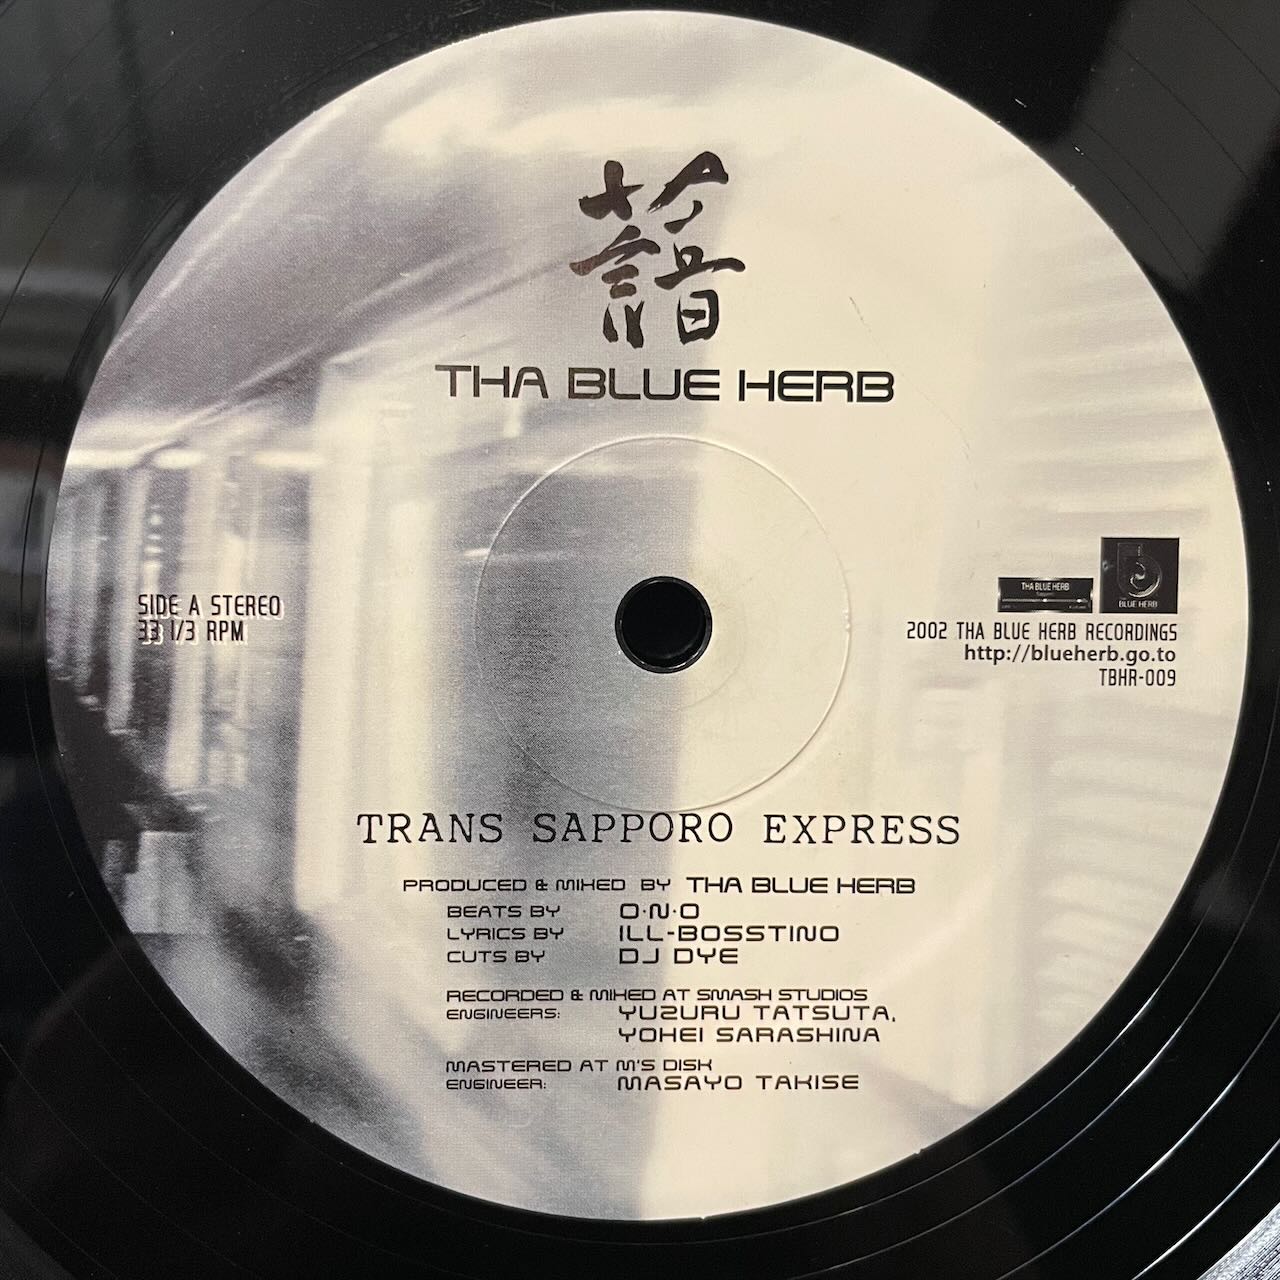 THA BLUE HERB
SIDE A STEREO
33 1/3 RPM
THA BLUE HERB
BLUE HERB
2002 THA BLUE HERB RECORDINGS
http://blueherb.go.to
TBHR-009
TRANS SAPPORO EXPRESS
PRODUCED & MIXED BY THA BLUE HERB
BEATS BY O·N·O
LYRICS BY ILL-BOSSTINO
CUTS BY DJ DYE
RECORDED & MIXED AT SMASH STUDIOS
ENGINEERS: YUZURU TATSUTA,
YOHEI SARASHINA
MASTERED AT M'S DISK
ENGINEER: MASAYO TAKISE